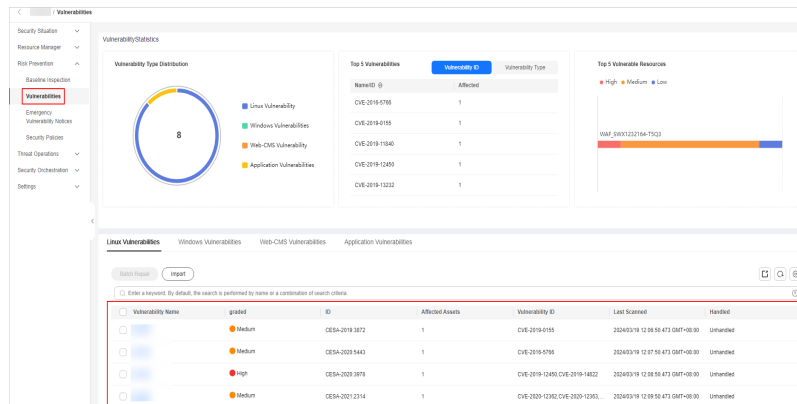 / Vulnerabilities
Security Situation
Resource Manager
Risk Prevention
Baseline Inspection
Vulnerabilities
Emergency
Vulnerability Notices
Security Policies
Threat Operations
Security Orchestration
Settings
VulnerabilityStatistics
Vulnerability Type Distribution
8
Linux Vulnerability
Windows Vulnerabilities
Web-CMS Vulnerability
Application Vulnerabilities
Top 5 Vulnerabilities
Vulnerability ID
Vulnerability Type
Name/ID Affected
CVE-2016-5766 1
CVE-2019-0155 1
CVE-2019-11840 1
CVE-2019-12450 1
CVE-2019-13232 1
Top 5 Vulnerable Resources
High Medium Low
WAF_SWX1232164-T5Q3
Linux Vulnerabilities Windows Vulnerabilities Web-CMS Vulnerabilities Application Vulnerabilities
Batch Repair Import
Enter a keyword. By default, the search is performed by name or a combination of search criteria.
Vulnerability Name graded ID Affected Assets Vulnerability ID Last Scanned Handled
Medium CESA-2019:3872 1 CVE-2019-0155 2024/03/19 12:08:50.473 GMT+08:00 Unhandled
Medium CESA-2020:5443 1 CVE-2016-5766 2024/03/19 12:07:50.473 GMT+08:00 Unhandled
High CESA-2020:3978 1 CVE-2019-12450,CVE-2019-14822 2024/03/19 12:08:50.473 GMT+08:00 Unhandled
Medium CESA-2021:2314 1 CVE-2020-12362,CVE-2020-12363,... 2024/03/19 12:09:50.473 GMT+08:00 Unhandled